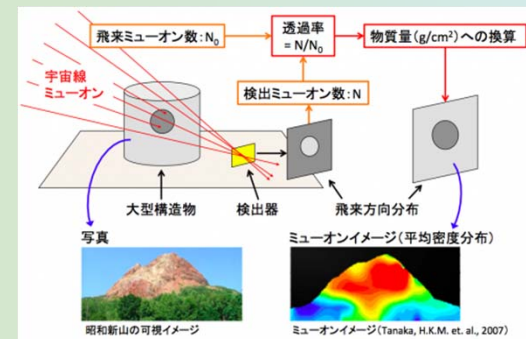 飛来ミューオン数:N₀
透過率
= N/N₀
物質量(g/cm²)への換算
宇宙線
ミューオン
検出ミューオン数:N
大型構造物
検出器
飛来方向分布
写真
ミューオンイメージ(平均密度分布)
昭和新山の可視イメージ
ミューオンイメージ(Tanaka, H.K.M. et. al., 2007)